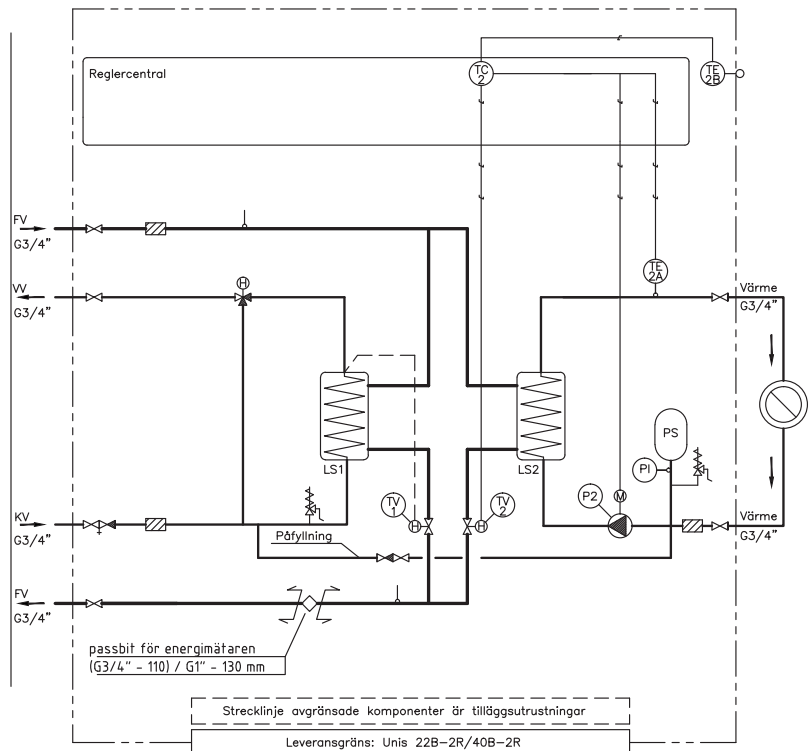 Reglercentral
TC
2
TE
2B
FV
G3/4"
TE
2A
VV
G3/4"
Värme
G3/4"
LS1
LS2
PS
PI
P2
M
H
TV
1
H
TV
2
H
KV
G3/4"
Påfyllning
Värme
G3/4"
FV
G3/4"
passbit för energimätaren
(G3/4" - 110) / G1" - 130 mm
Strecklinje avgränsade komponenter är tilläggsutrustningar
Leveransgräns: Unis 22B-2R/40B-2R